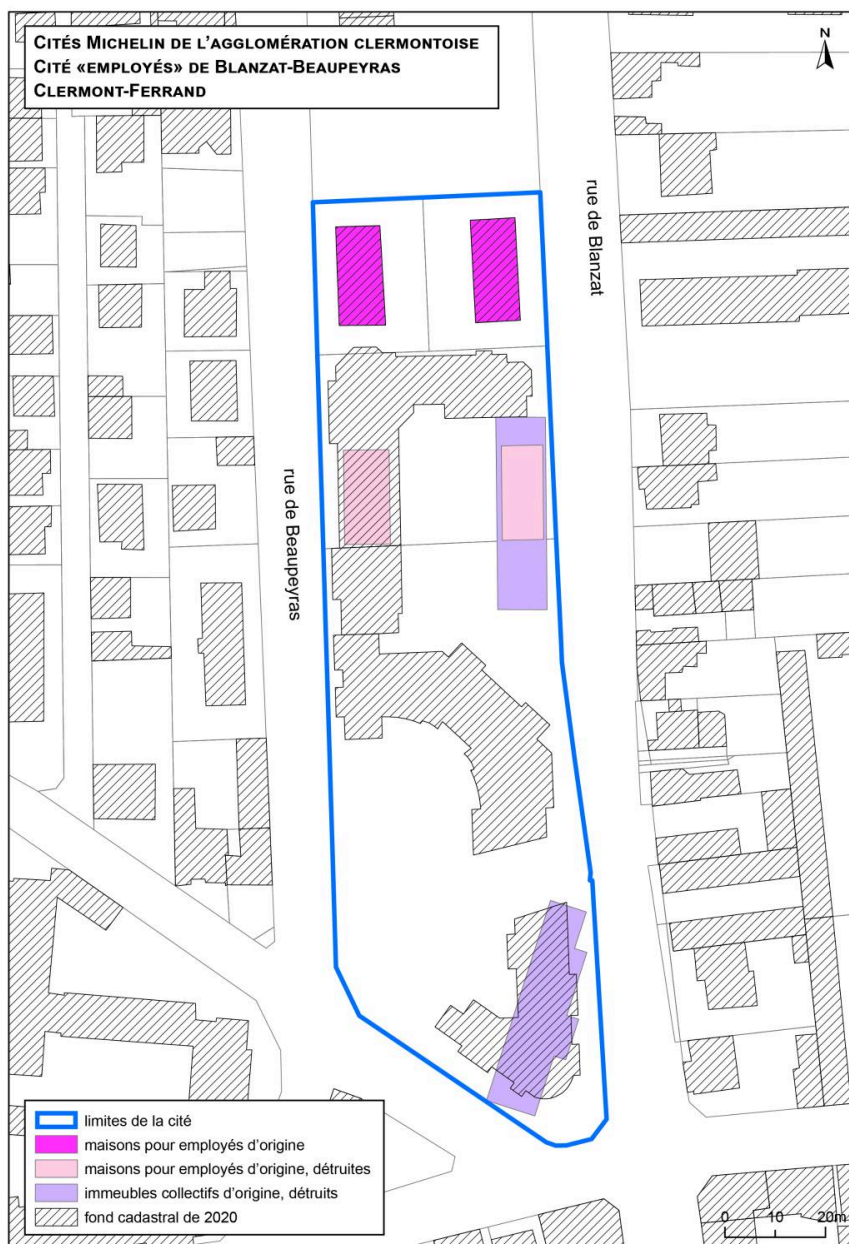 CITÉS MICHELIN DE L'AGGLOMÉRATION CLERMONTOISE
CITÉ «EMPLOYÉS» DE BLANZAT-BEAUPEYRAS
CLERMONT-FERRAND
N
rue de Blanzat
rue de Beaupeyras
limites de la cité
maisons pour employés d'origine
maisons pour employés d'origine, détruites
immeubles collectifs d'origine, détruits
fond cadastral de 2020
0 10 20m